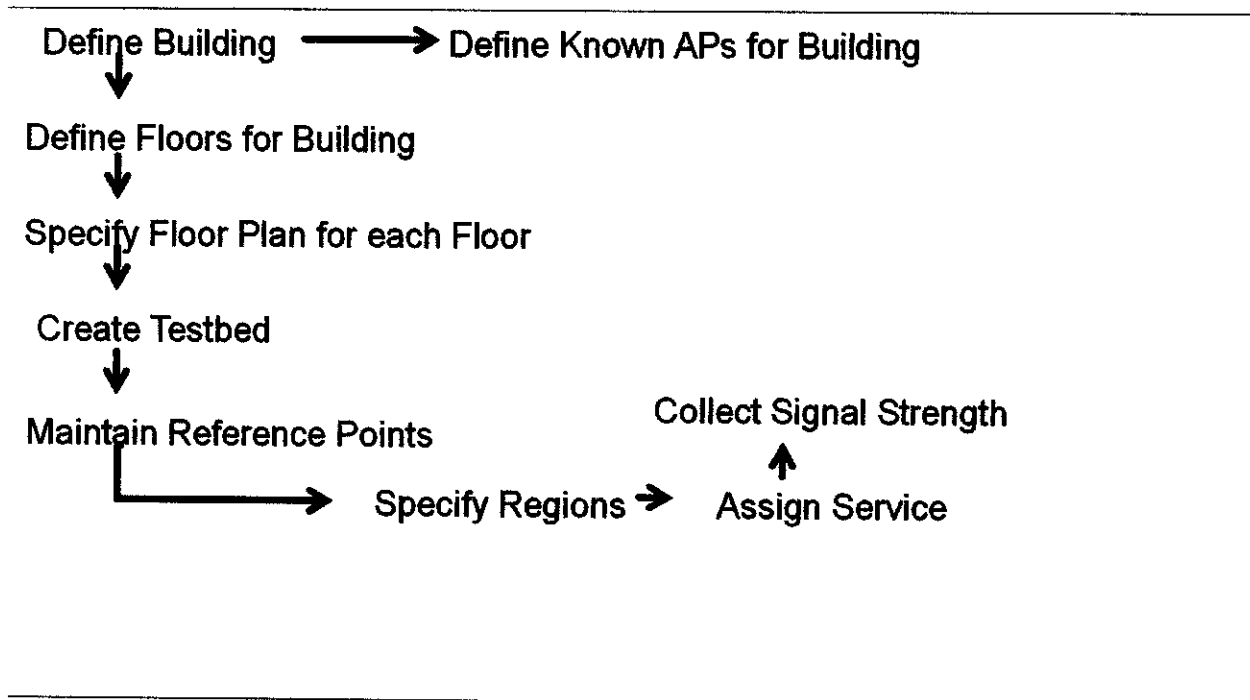 Define Building
Define Known APs for Building
Define Floors for Building
Specify Floor Plan for each Floor
Create Testbed
Maintain Reference Points
Collect Signal Strength
Specify Regions
Assign Service